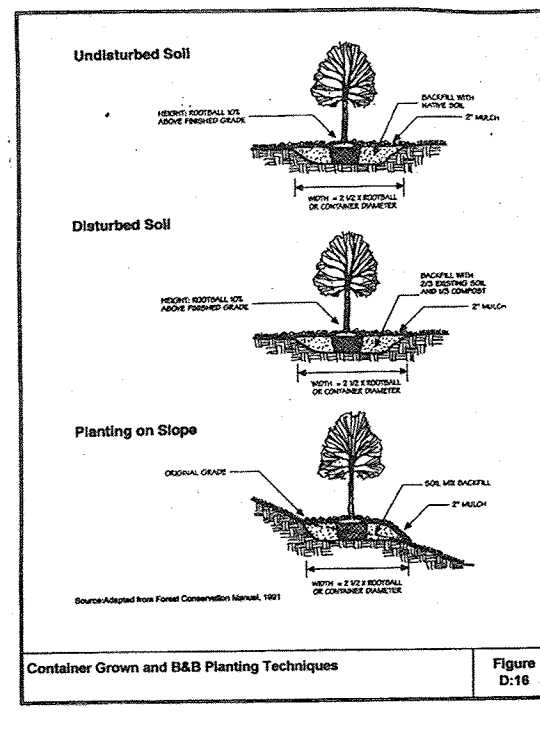 Undisturbed Soil
HEIGHT: ROOTBALL 10%
ABOVE FINISHED GRADE
BACKFILL WITH
NATIVE SOIL
2" MULCH
WIDTH = 2 1/2 X ROOTBALL
OR CONTAINER DIAMETER
Disturbed Soil
HEIGHT: ROOTBALL 10%
ABOVE FINISHED GRADE
BACKFILL WITH
2/3 EXISTING SOIL
AND 1/3 COMPOST
2" MULCH
WIDTH = 2 1/2 X ROOTBALL
OR CONTAINER DIAMETER
Planting on Slope
ORIGINAL GRADE
SOIL MIX BACKFILL
2" MULCH
WIDTH = 2 1/2 X ROOTBALL
OR CONTAINER DIAMETER
Source:Adapted from Forest Conservation Manual, 1991
Container Grown and B&B Planting Techniques
Figure
D:16